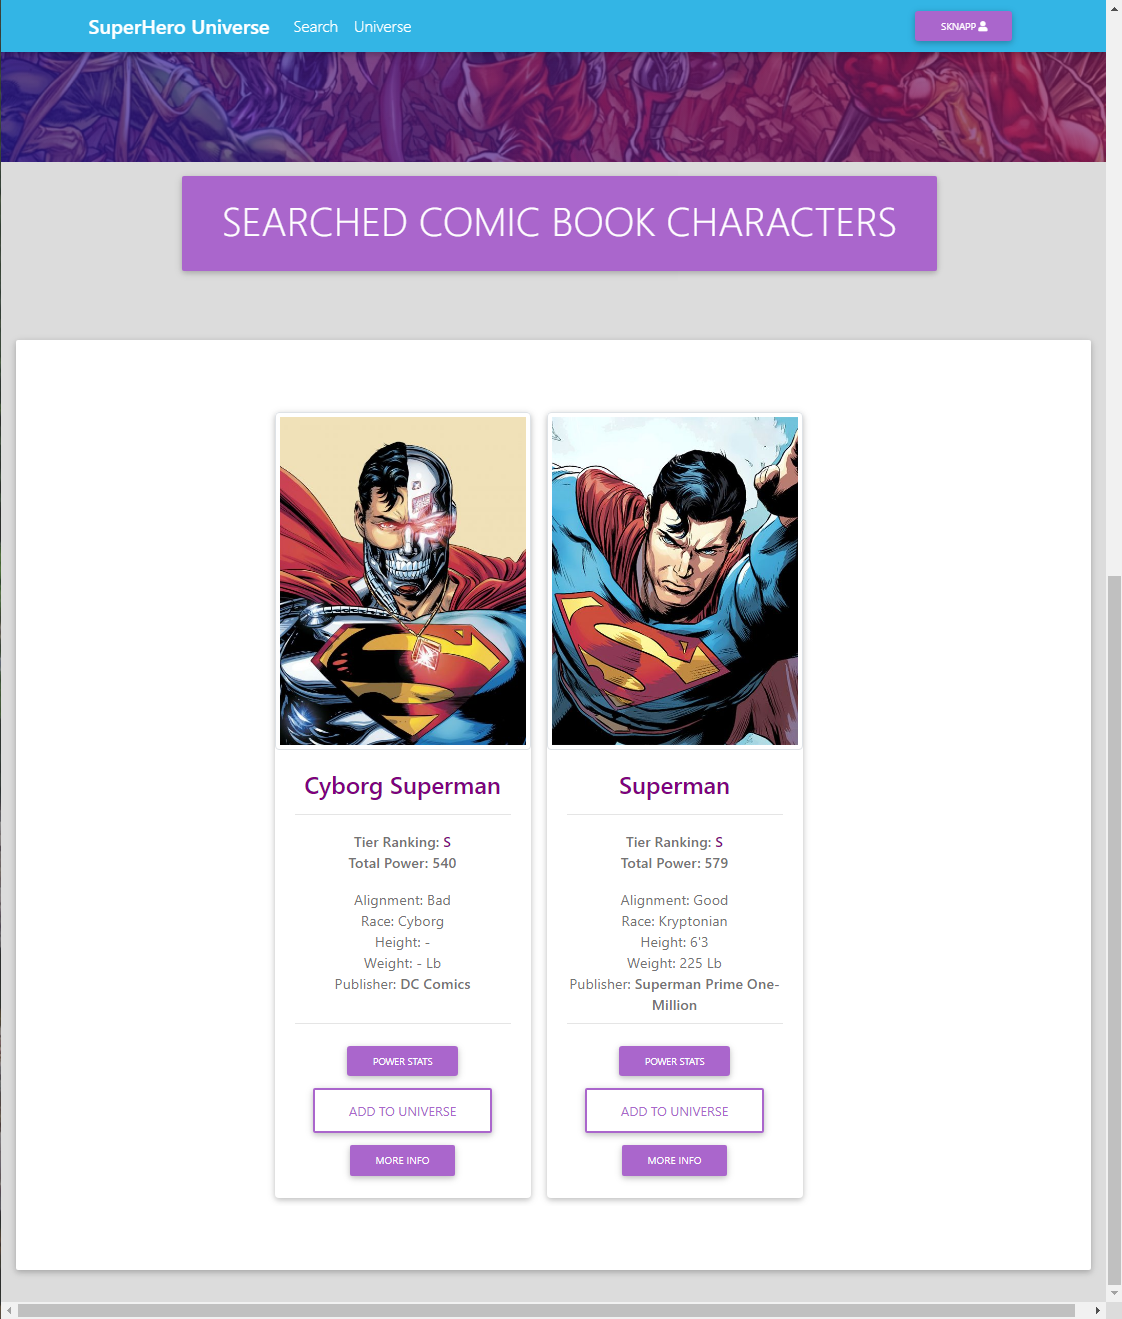 SuperHero Universe Search Universe SKNAPP
SEARCHED COMIC BOOK CHARACTERS
Cyborg Superman
Tier Ranking: S
Total Power: 540
Alignment: Bad
Race: Cyborg
Height: -
Weight: - Lb
Publisher: DC Comics
POWER STATS
ADD TO UNIVERSE
MORE INFO
Superman
Tier Ranking: S
Total Power: 579
Alignment: Good
Race: Kryptonian
Height: 6'3
Weight: 225 Lb
Publisher: Superman Prime One-
Million
POWER STATS
ADD TO UNIVERSE
MORE INFO